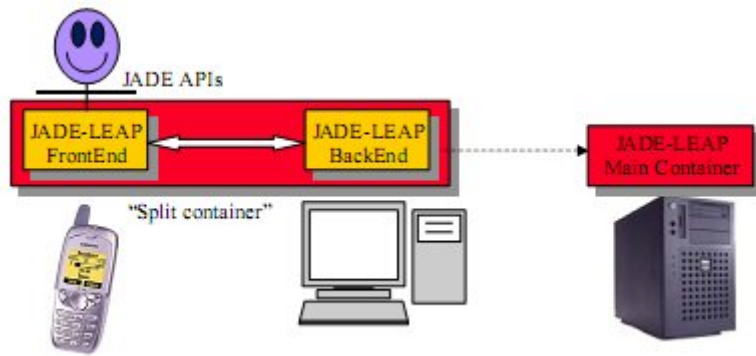 JADE APIs
JADE-LEAP
FrontEnd
JADE-LEAP
BackEnd
JADE-LEAP
Main Container
“Split container”